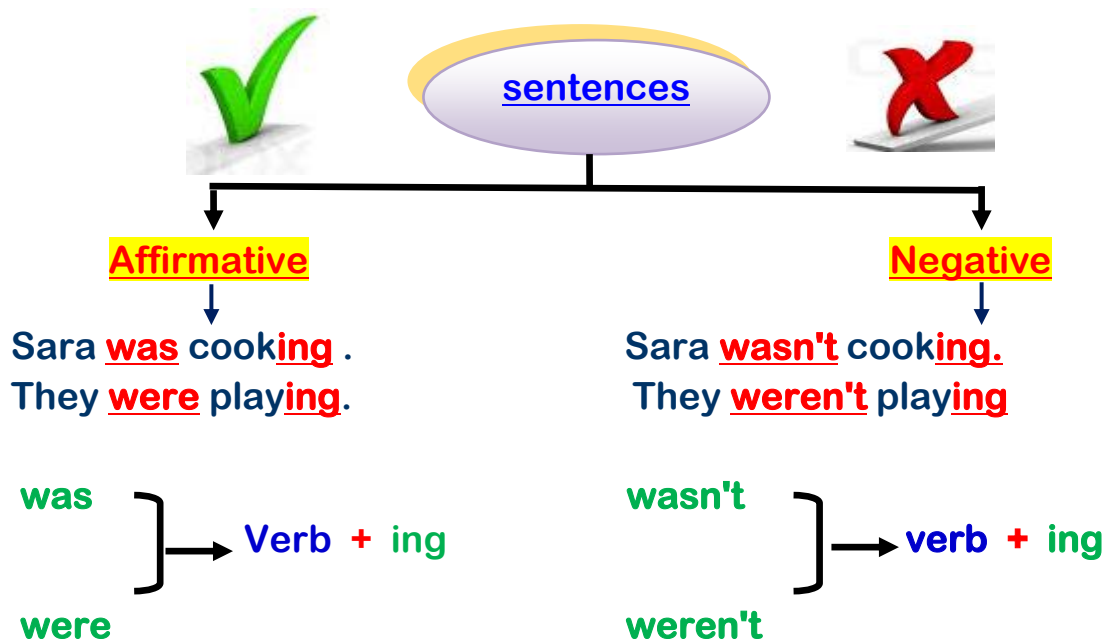 sentences
Affirmative
Negative
Sara was cooking .
They were playing.
Sara wasn't cooking.
They weren't playing
was
Verb + ing
were
wasn't
verb + ing
weren't